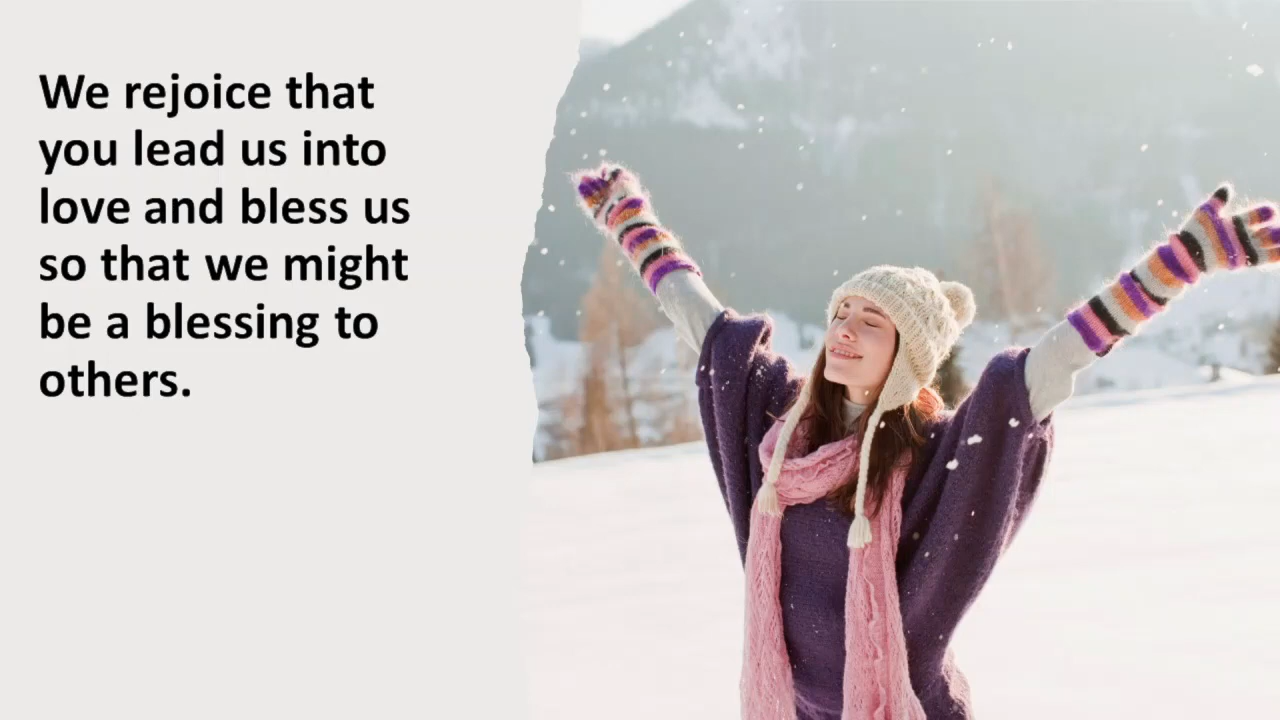 We rejoice that
you lead us into
love and bless us
so that we might
be a blessing to
others.